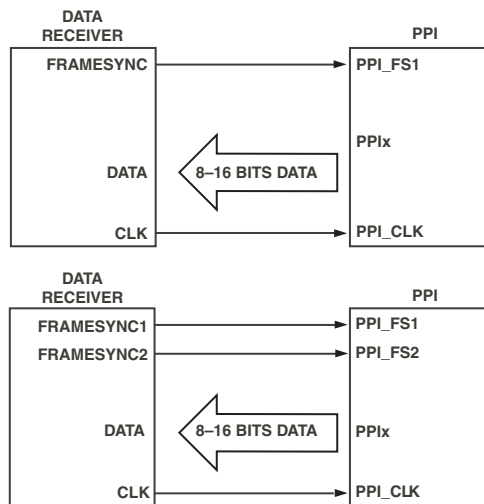 DATA
RECEIVER
PPI
FRAMESYNC
PPI_FS1
PPIx
DATA
8–16 BITS DATA
CLK
PPI_CLK
DATA
RECEIVER
PPI
FRAMESYNC1
PPI_FS1
FRAMESYNC2
PPI_FS2
DATA
8–16 BITS DATA
PPIx
CLK
PPI_CLK